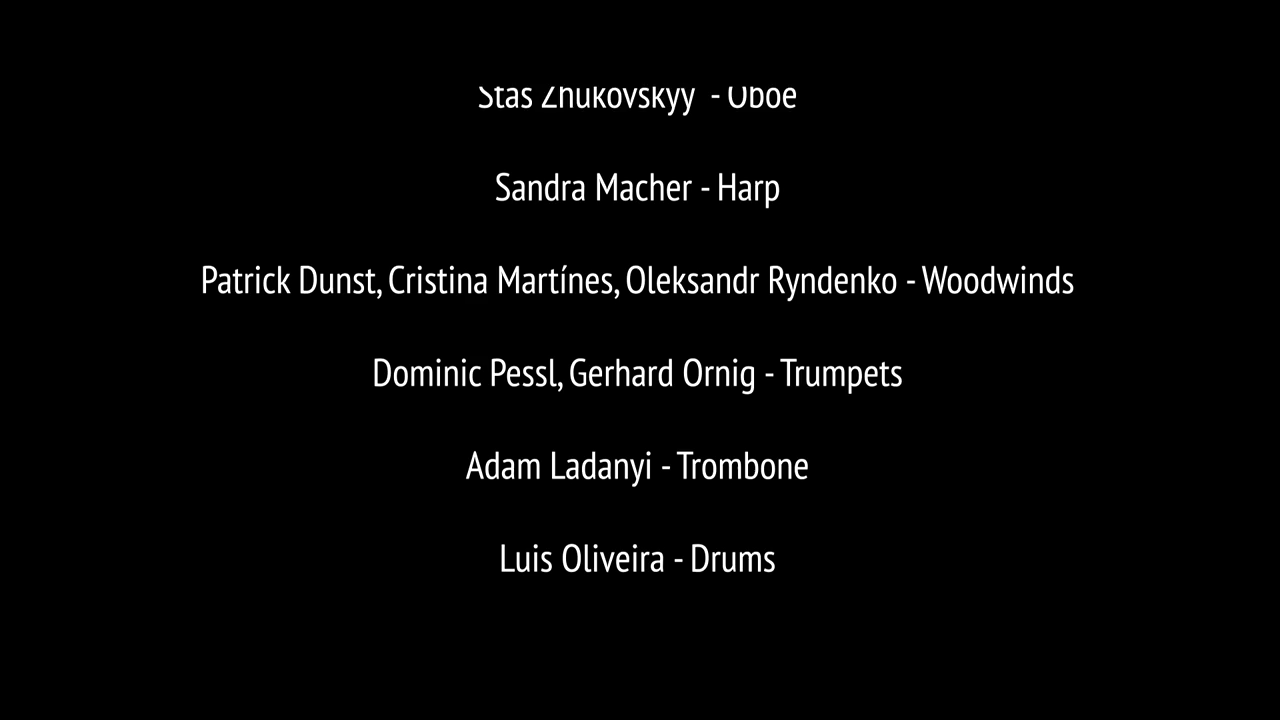 Stas Zhukovskyy - Oboe
Sandra Macher - Harp
Patrick Dunst, Cristina Martínes, Oleksandr Ryndenko - Woodwinds
Dominic Pessl, Gerhard Ornig - Trumpets
Adam Ladanyi - Trombone
Luis Oliveira - Drums